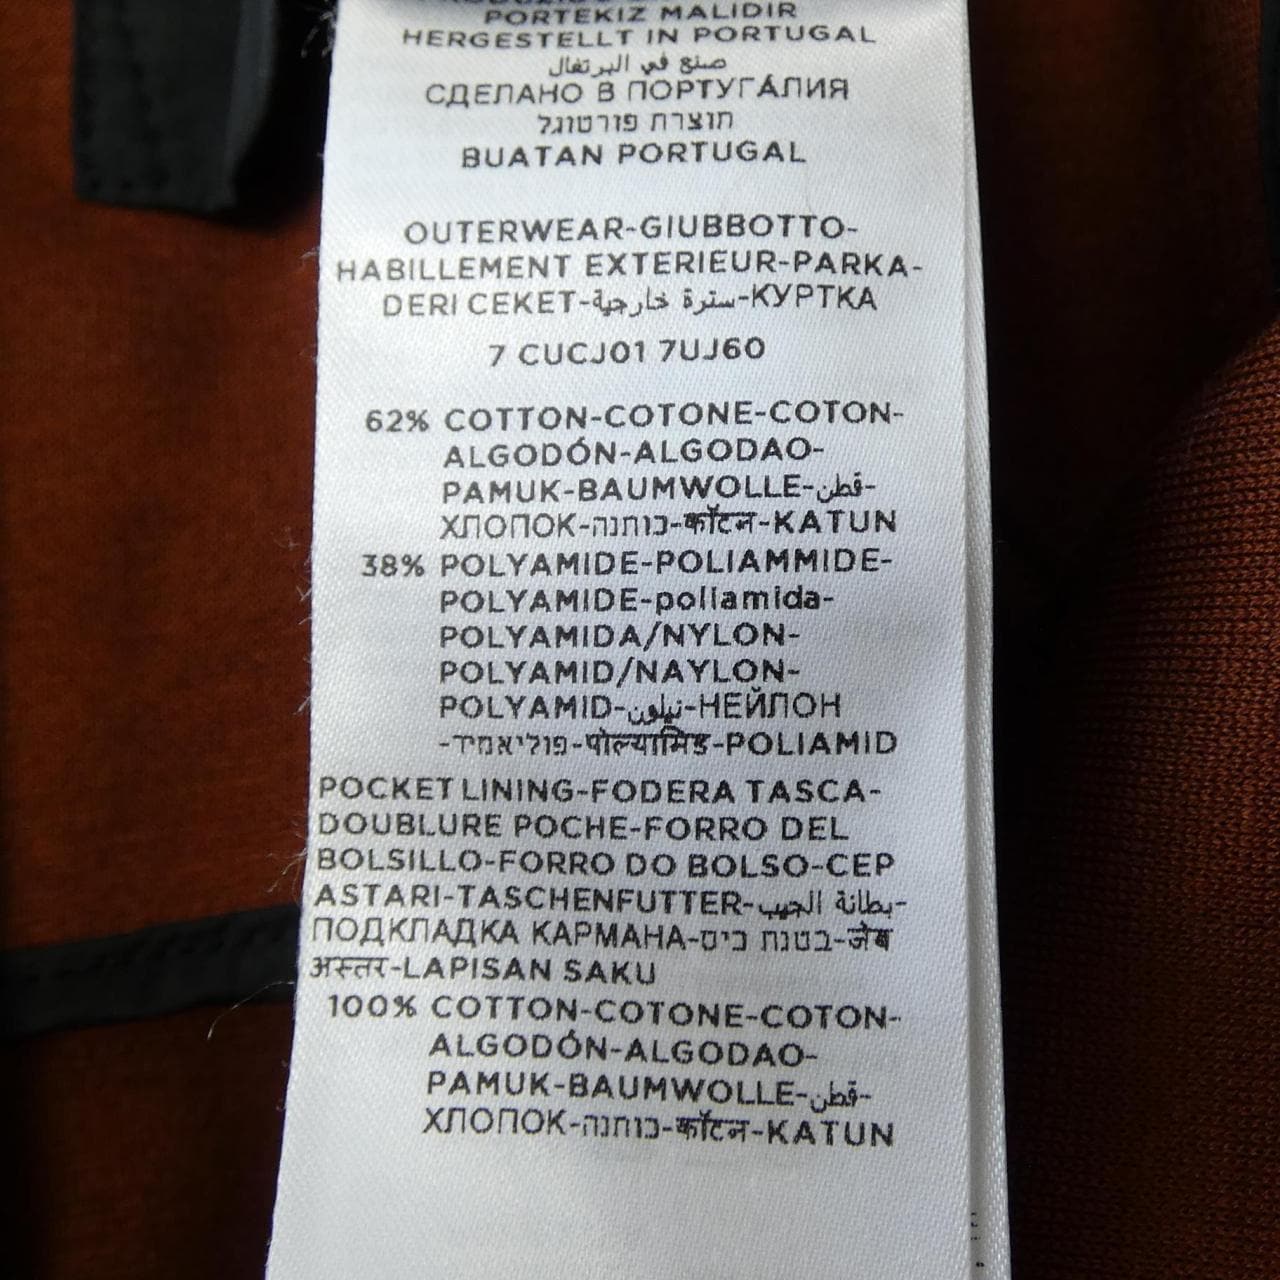 PORTEKIZ MALIDIR
HERGESTELLT IN PORTUGAL
صنع في البرتغال
СДЕЛАНО В ПОРТУГА́ЛИЯ
תוצרת פורטוגל
BUATAN PORTUGAL
OUTERWEAR-GIUBBOTTO-
HABILLEMENT EXTERIEUR-PARKA-
DERI CEKET-سترة خارجية-КУРТКА
7 CUCJ01 7UJ60
62% COTTON-COTONE-COTON-
ALGODÓN-ALGODAO-
PAMUK-BAUMWOLLE-قطن-
ХЛОПОК-כותנה-कॉटन-KATUN
38% POLYAMIDE-POLIAMMIDE-
POLYAMIDE-poliamida-
POLYAMIDA/NYLON-
POLYAMID/NAYLON-
POLYAMID-نيلون-НЕЙЛОН
-פוליאמיד-पोल्यामिड-POLIAMID
POCKET LINING-FODERA TASCA-
DOUBLURE POCHE-FORRO DEL
BOLSILLO-FORRO DO BOLSO-CEP
ASTARI-TASCHENFUTTER-بطانة الجيب-
ПОДКЛАДКА КАРМАНА-בטנת כיס-जेब
अस्तर-LAPISAN SAKU
100% COTTON-COTONE-COTON-
ALGODÓN-ALGODAO-
PAMUK-BAUMWOLLE-قطن-
ХЛОПОК-כותנה-कॉटन-KATUN